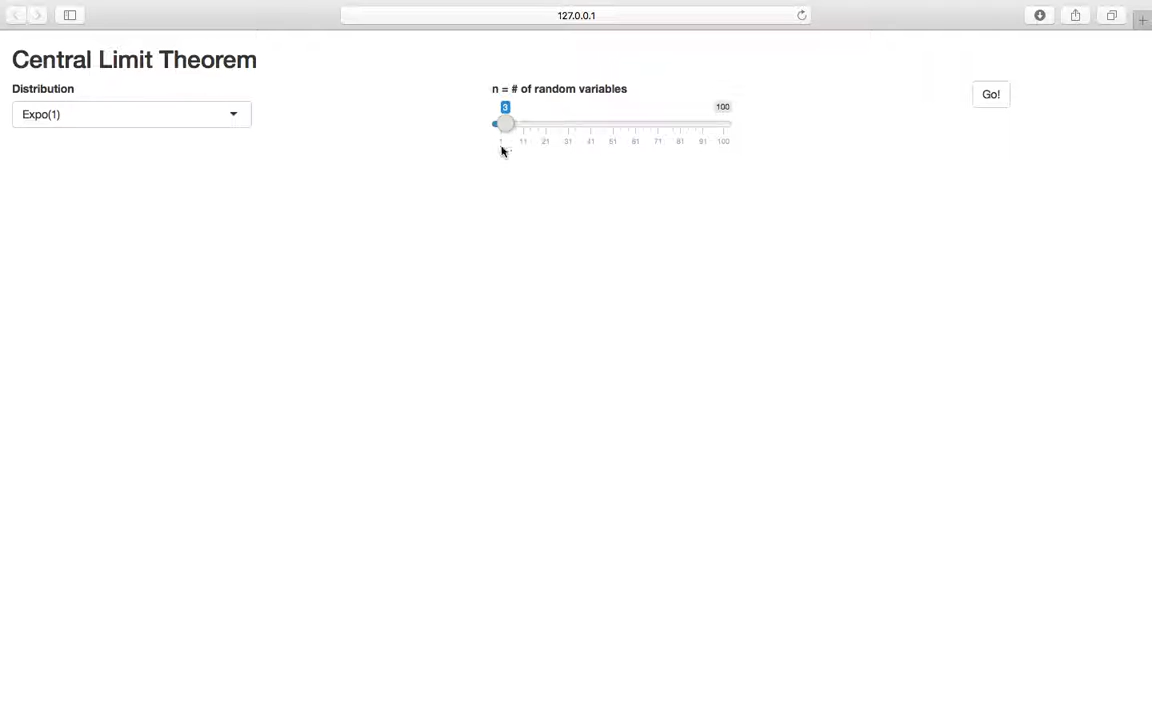 127.0.0.1
Central Limit Theorem
Distribution
Expo(1)
n = # of random variables
3
100
1 11 21 31 41 51 61 71 81 91 100
Go!